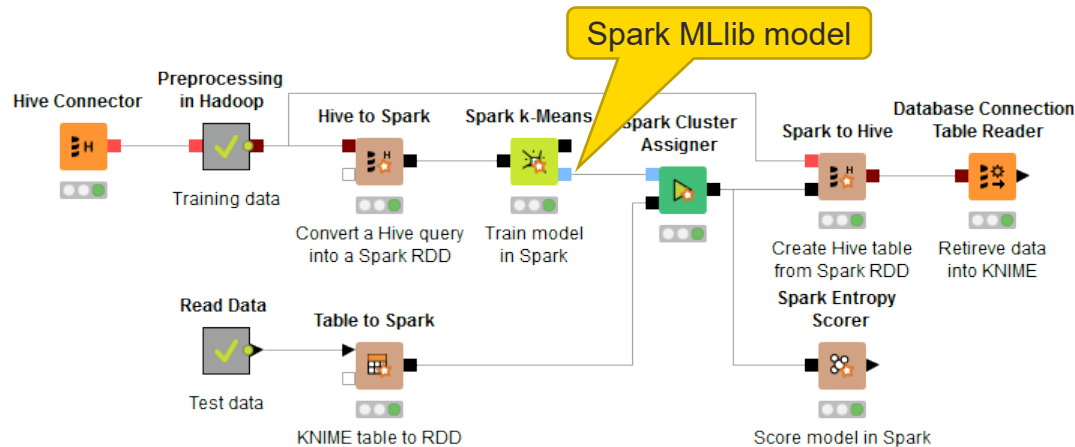 Spark MLlib model
Hive Connector
Preprocessing
in Hadoop
Training data
Hive to Spark
Convert a Hive query
into a Spark RDD
Spark k-Means
Train model
in Spark
Spark Cluster
Assigner
Spark to Hive
Create Hive table
from Spark RDD
Database Connection
Table Reader
Retireve data
into KNIME
Read Data
Test data
Table to Spark
KNIME table to RDD
Spark Entropy
Scorer
Score model in Spark
H
H
H